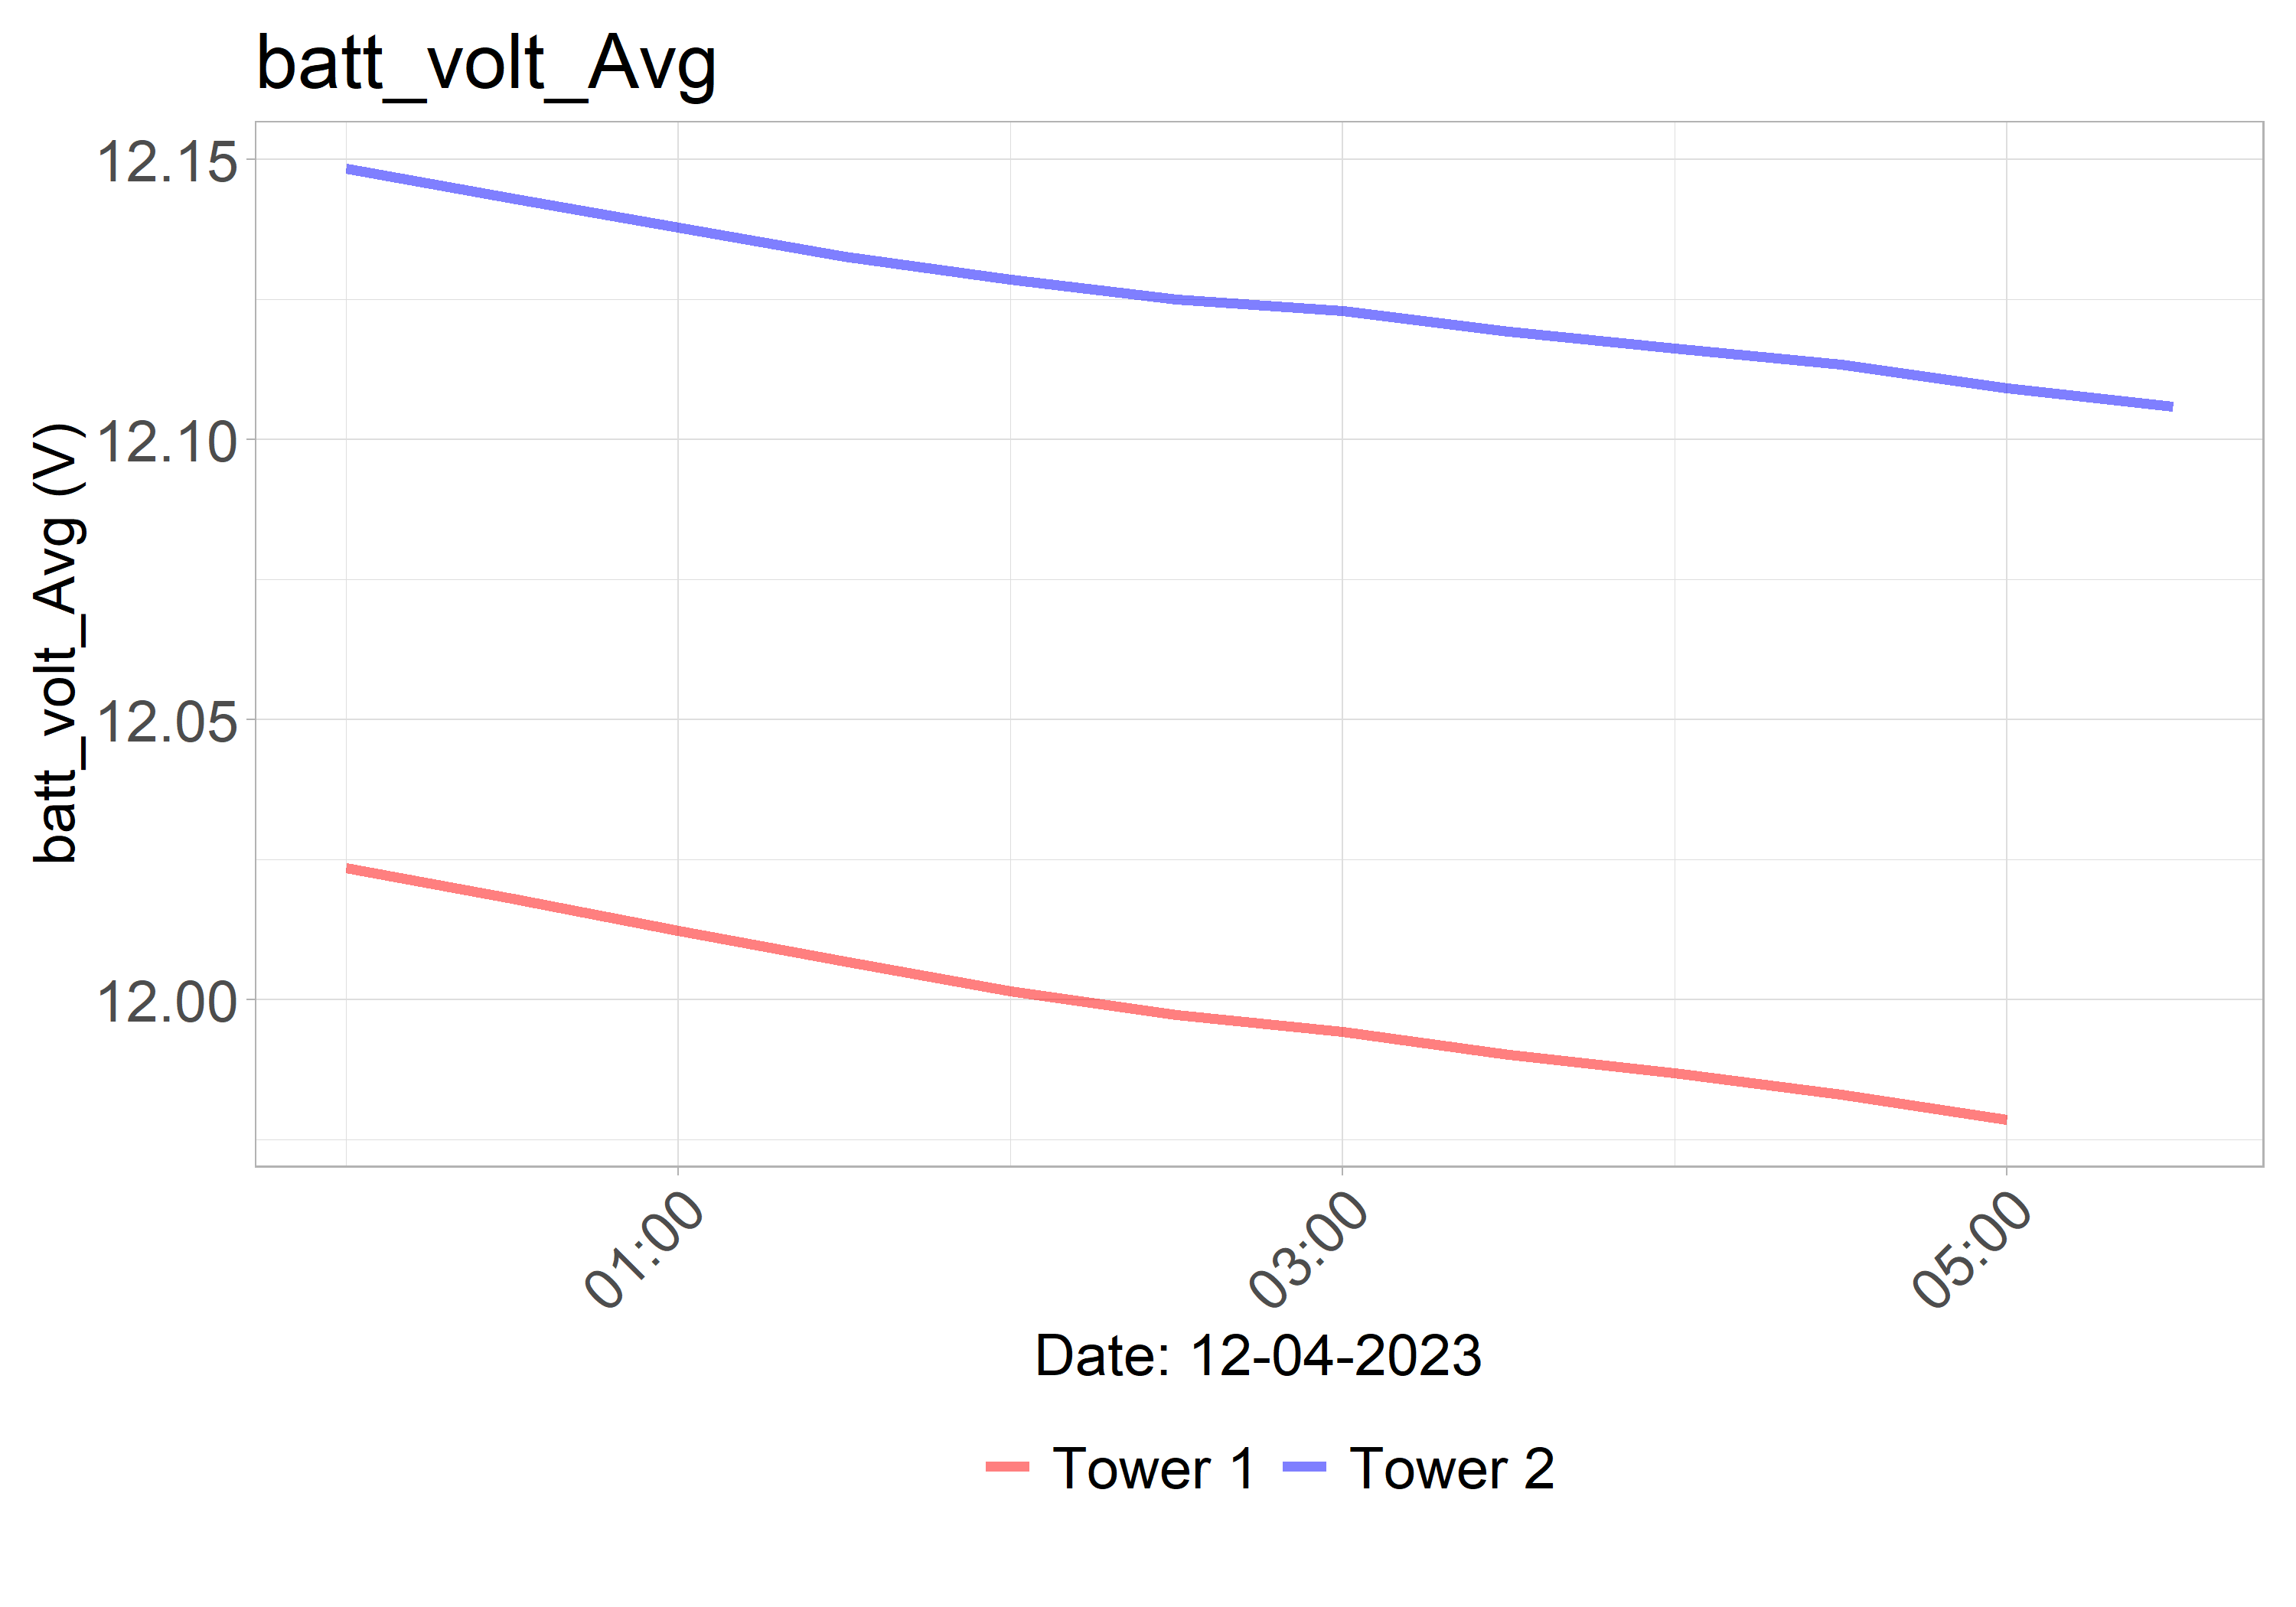 batt_volt_Avg
batt_volt_Avg (V)
12.15
12.10
12.05
12.00
01:00
03:00
05:00
Date: 12-04-2023
Tower 1
Tower 2